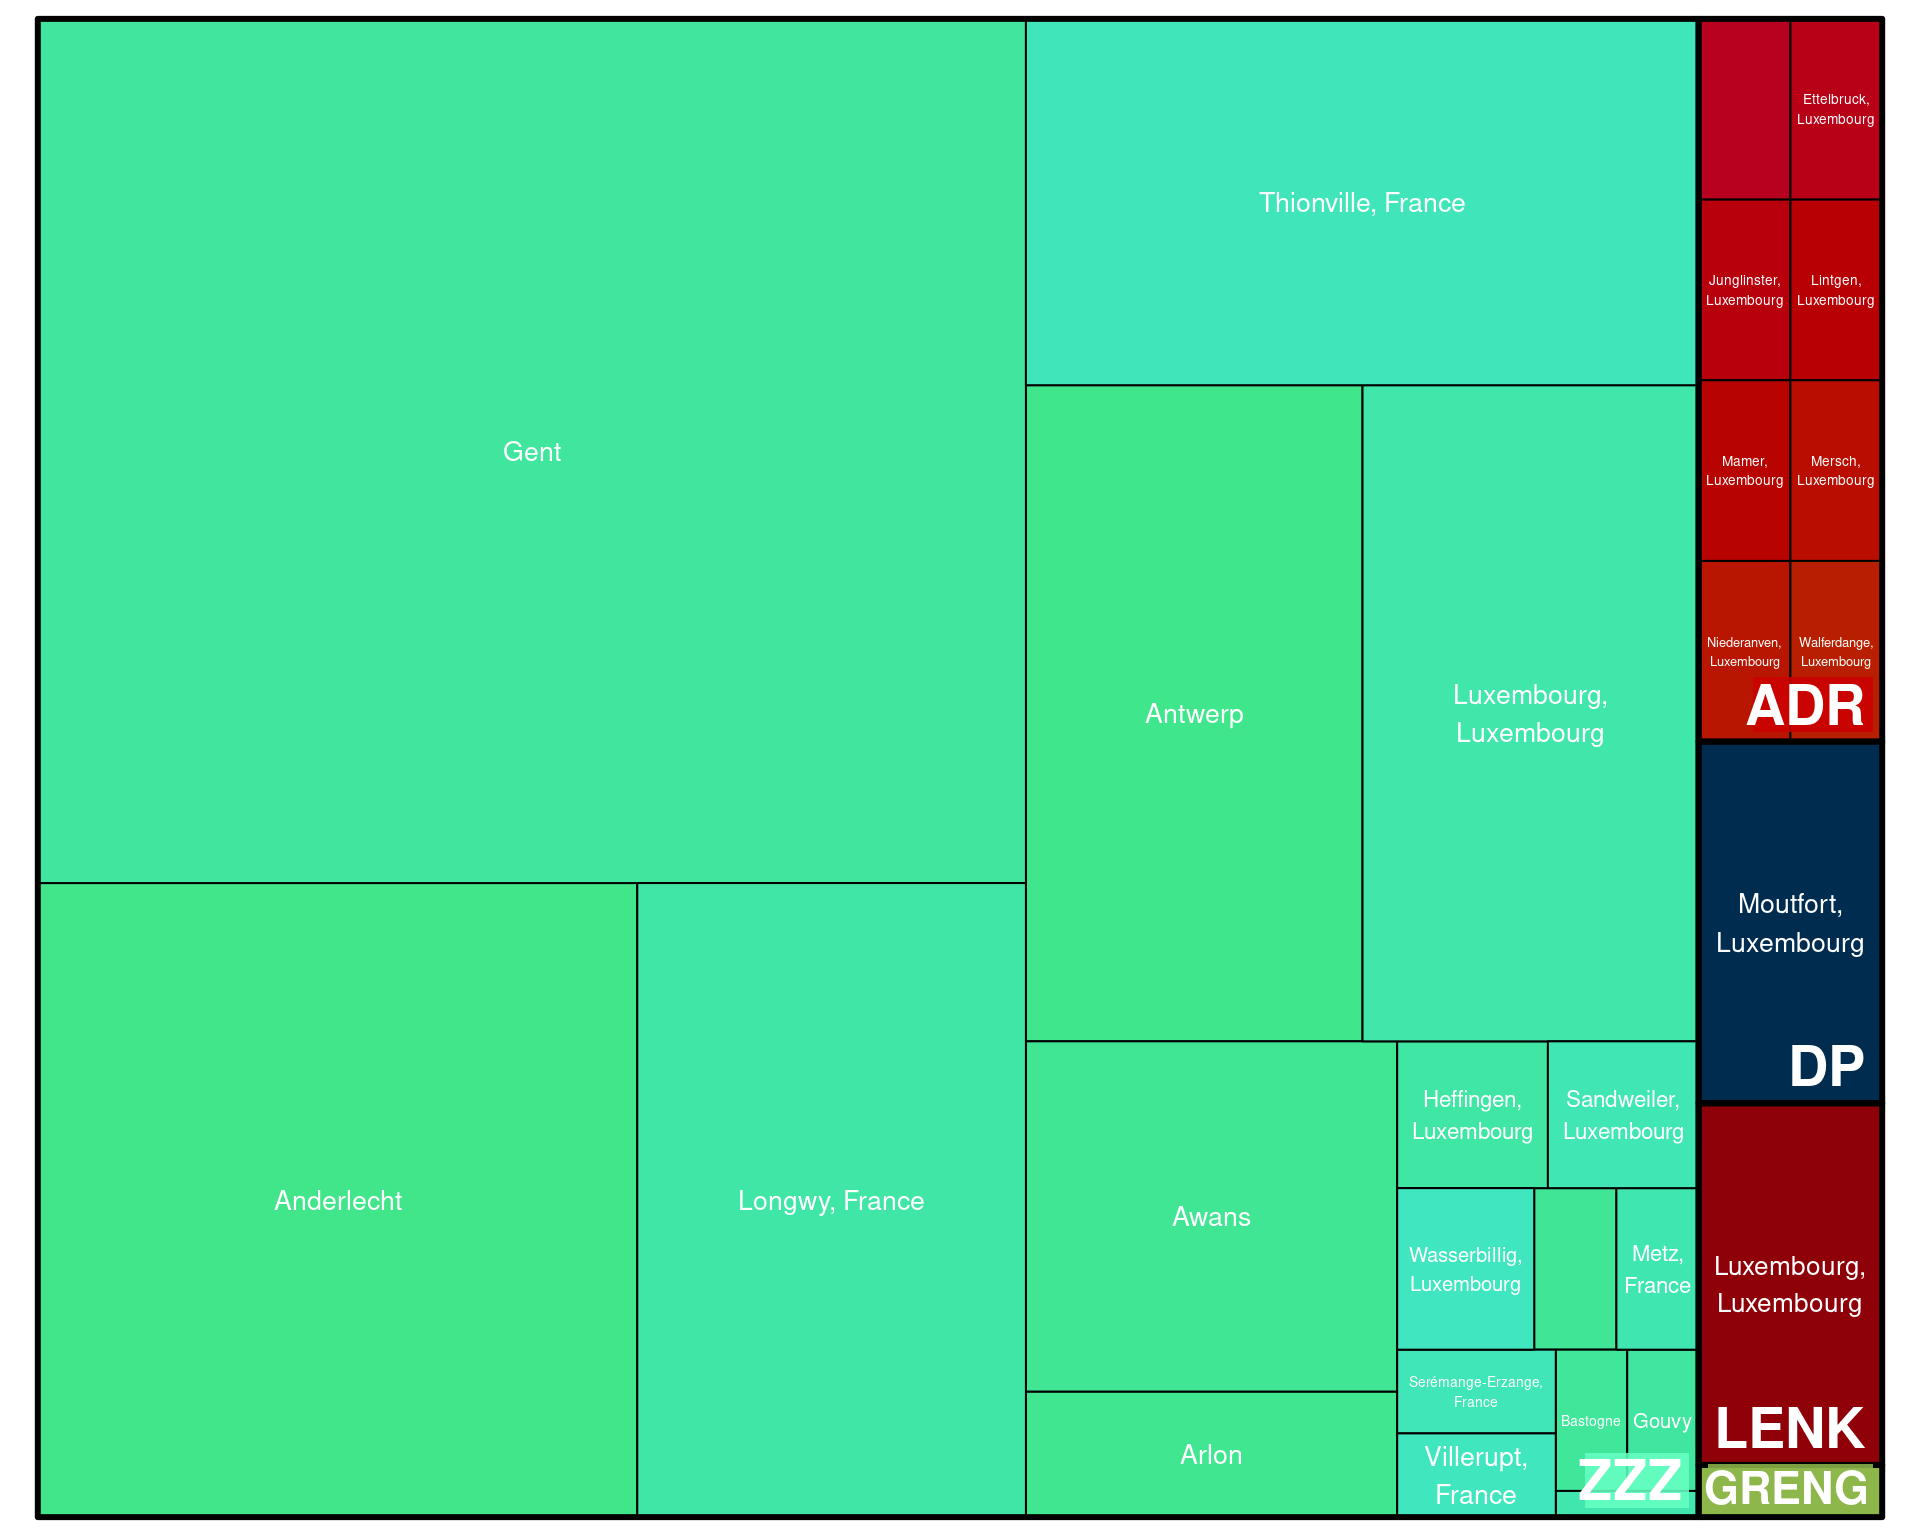 Gent
Thionville, France
Antwerp
Luxembourg,
Luxembourg
Anderlecht
Longwy, France
Awans
Arlon
Heffingen,
Luxembourg
Sandweiler,
Luxembourg
Wasserbillig,
Luxembourg
Metz,
France
Serémange-Erzange,
France
Villerupt,
France
Bastogne
Gouvy
ZZZ
Ettelbruck,
Luxembourg
Junglinster,
Luxembourg
Lintgen,
Luxembourg
Mamer,
Luxembourg
Mersch,
Luxembourg
Niederanven,
Luxembourg
Walferdange,
Luxembourg
ADR
Moutfort,
Luxembourg
DP
Luxembourg,
Luxembourg
LENK
GRENG